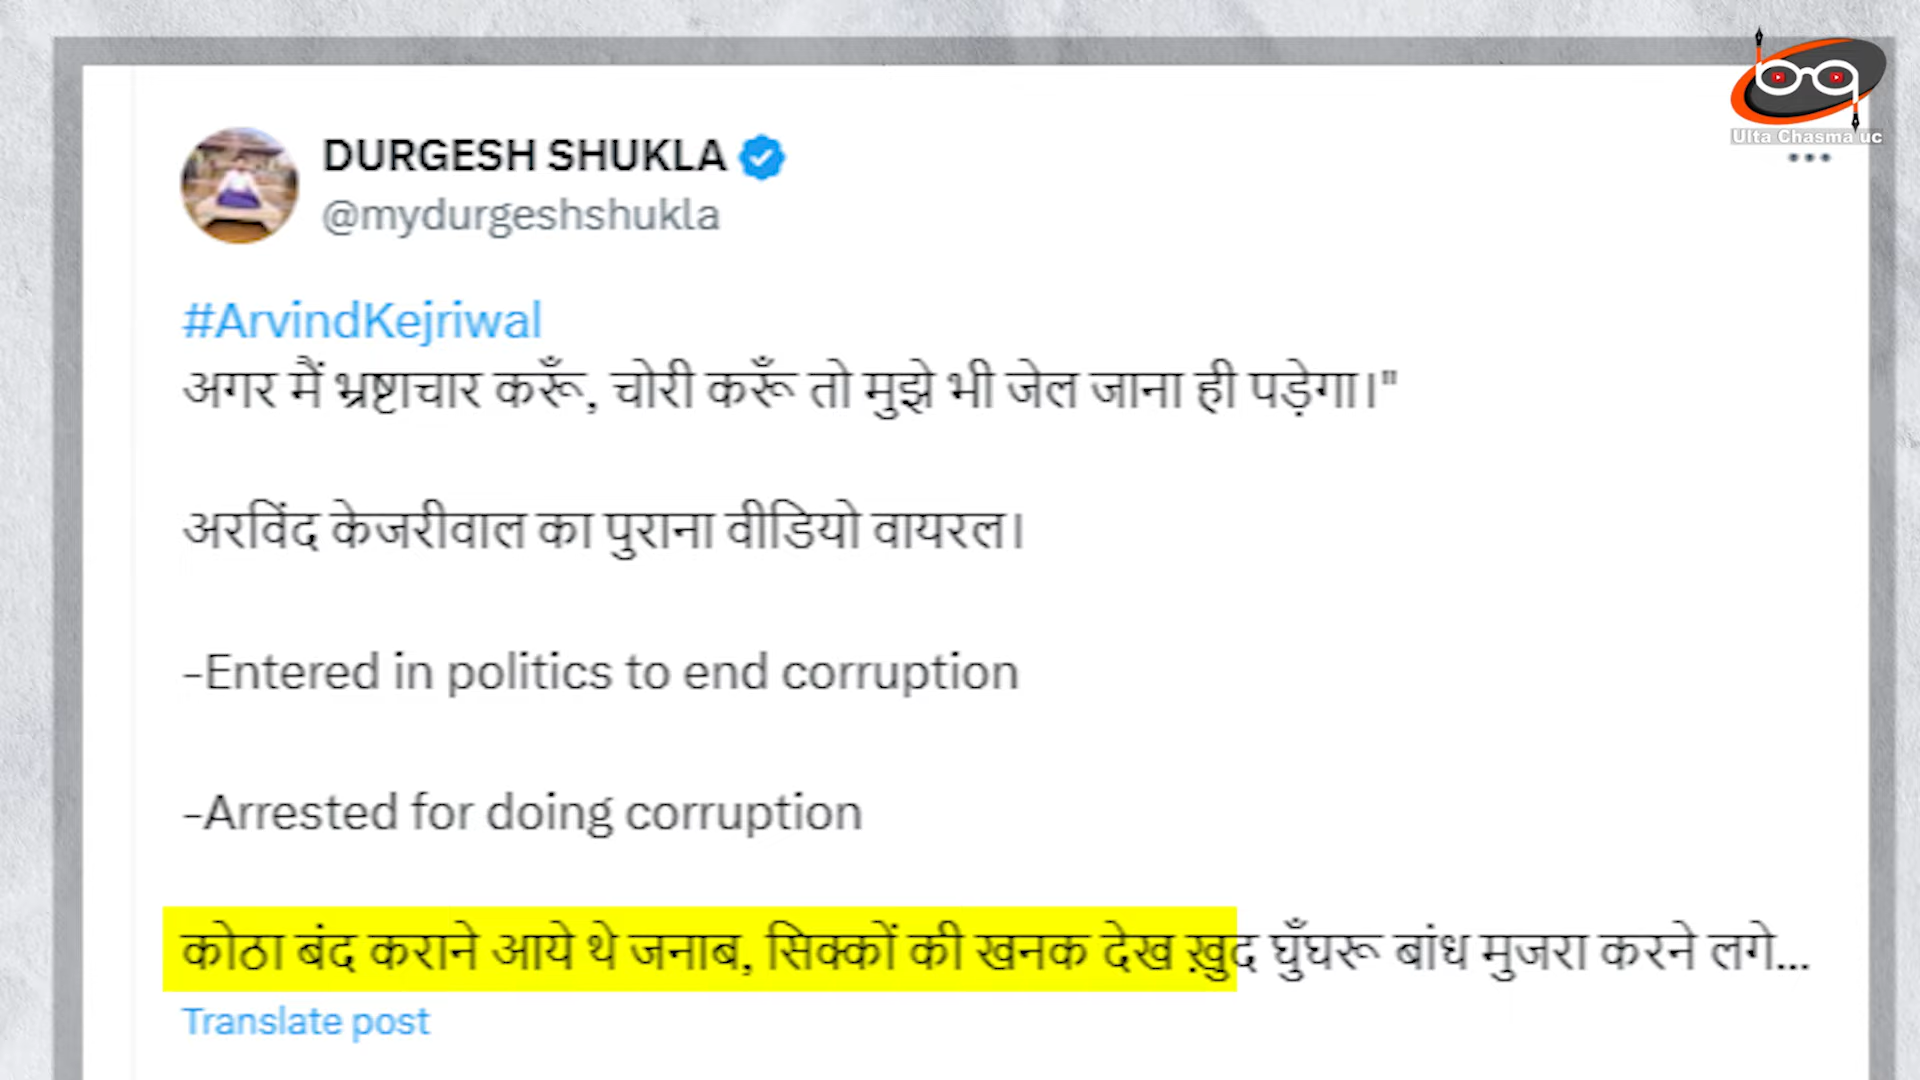 Ulta Chasma uc
DURGESH SHUKLA
@mydurgeshshukla
#ArvindKejriwal
अगर मैं भ्रष्टाचार करूँ, चोरी करूँ तो मुझे भी जेल जाना ही पड़ेगा।"
अरविंद केजरीवाल का पुराना वीडियो वायरल।
-Entered in politics to end corruption
-Arrested for doing corruption
कोठा बंद कराने आये थे जनाब, सिक्कों की खनक देख ख़ुद घुँघरू बांध मुजरा करने लगे...
Translate post